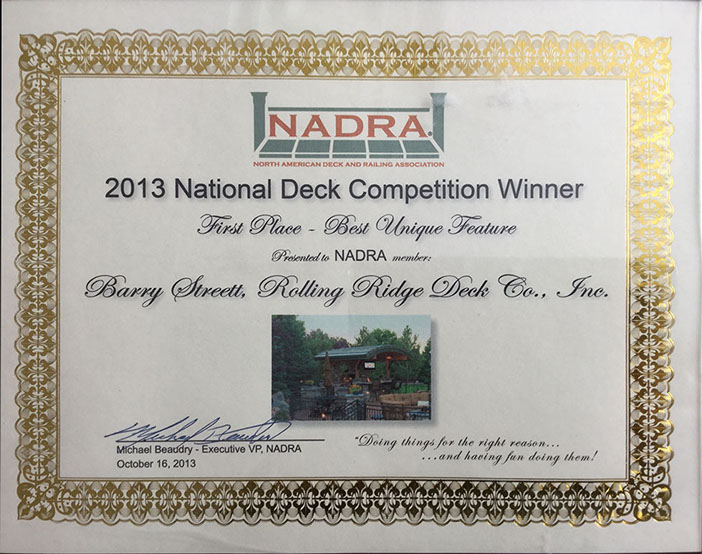 NADRA
NORTH AMERICAN DECK AND RAILING ASSOCIATION
2013 National Deck Competition Winner
First Place - Best Unique Feature
Presented to NADRA member:
Barry Streett, Rolling Ridge Deck Co., Inc.
Michael Beaudry - Executive VP, NADRA
October 16, 2013
"Doing things for the right reason...
...and having fun doing them!